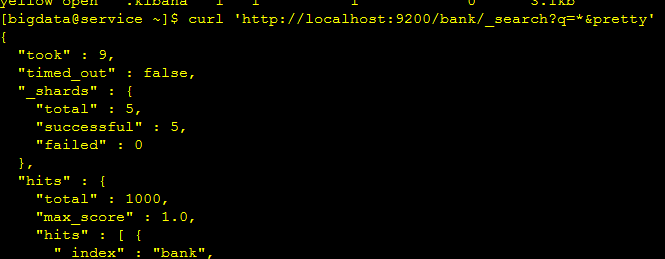 yellow open .kibana 1 1 1 0 3.1kb
[bigdata@service ~]$ curl 'http://localhost:9200/bank/_search?q=*&pretty'
{
"took" : 9,
"timed_out" : false,
"_shards" : {
"total" : 5,
"successful" : 5,
"failed" : 0
},
"hits" : {
"total" : 1000,
"max_score" : 1.0,
"hits" : [ {
"_index" : "bank",